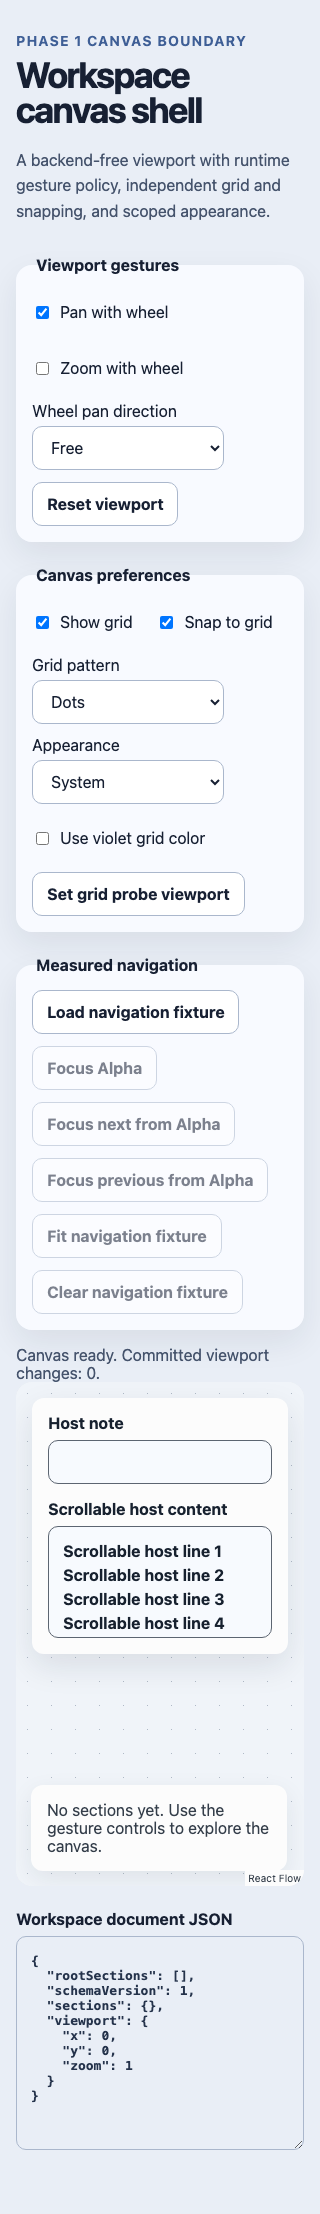 PHASE 1 CANVAS BOUNDARY
Workspace
canvas shell
A backend-free viewport with runtime
gesture policy, independent grid and
snapping, and scoped appearance.
Viewport gestures
Pan with wheel
Zoom with wheel
Wheel pan direction
Free
Reset viewport
Canvas preferences
Show grid Snap to grid
Grid pattern
Dots
Appearance
System
Use violet grid color
Set grid probe viewport
Measured navigation
Load navigation fixture
Focus Alpha
Focus next from Alpha
Focus previous from Alpha
Fit navigation fixture
Clear navigation fixture
Canvas ready. Committed viewport
changes: 0.
Host note
Scrollable host content
Scrollable host line 1
Scrollable host line 2
Scrollable host line 3
Scrollable host line 4
No sections yet. Use the
gesture controls to explore the
canvas.
React Flow
Workspace document JSON
{
  "rootSections": [],
  "schemaVersion": 1,
  "sections": {},
  "viewport": {
    "x": 0,
    "y": 0,
    "zoom": 1
  }
}